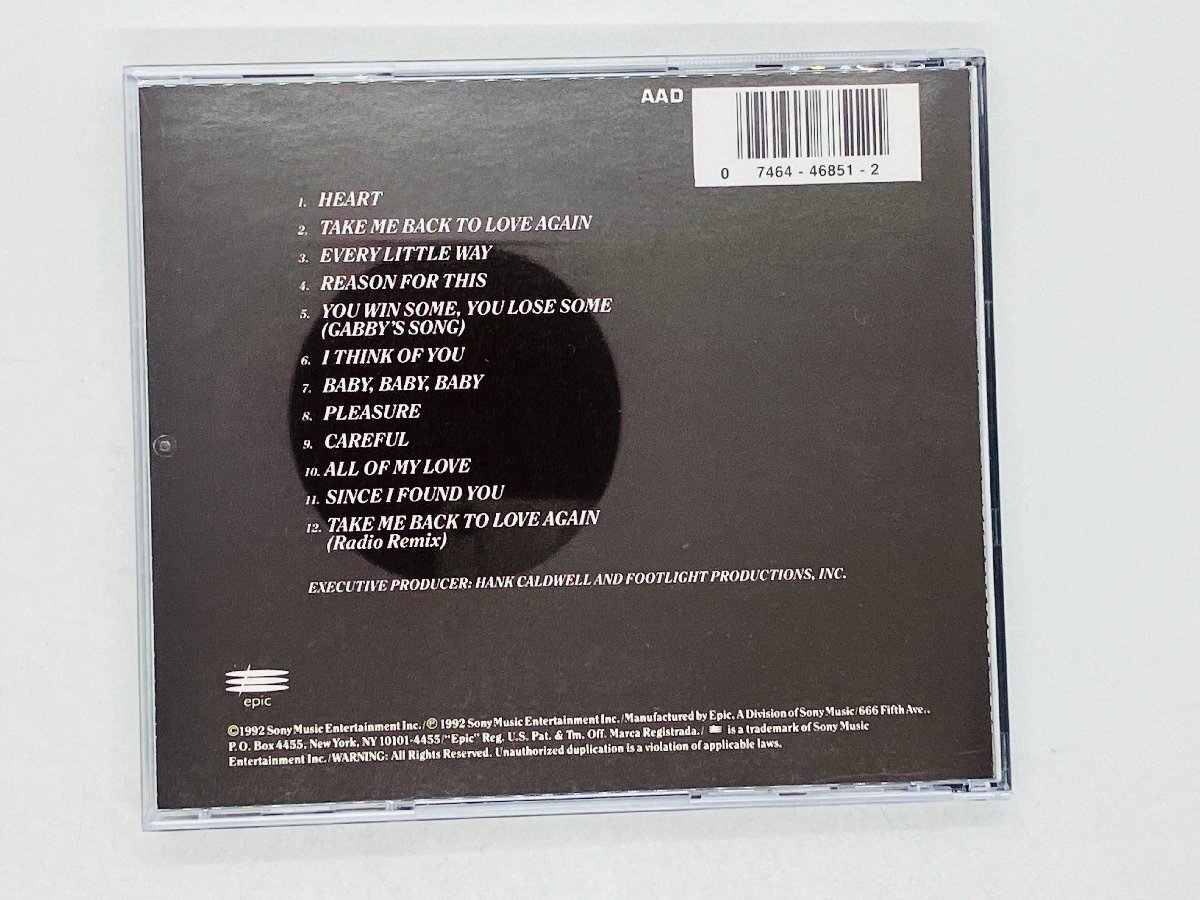 AAD
0 7464 - 46851 - 2
1. HEART
2. TAKE ME BACK TO LOVE AGAIN
3. EVERY LITTLE WAY
4. REASON FOR THIS
5. YOU WIN SOME, YOU LOSE SOME
(GABBY'S SONG)
6. I THINK OF YOU
7. BABY, BABY, BABY
8. PLEASURE
9. CAREFUL
10. ALL OF MY LOVE
11. SINCE I FOUND YOU
12. TAKE ME BACK TO LOVE AGAIN
(Radio Remix)
EXECUTIVE PRODUCER: HANK CALDWELL AND FOOTLIGHT PRODUCTIONS, INC.
epic
©1992 Sony Music Entertainment Inc./℗ 1992 Sony Music Entertainment Inc./Manufactured by Epic. A Division of Sony Music/666 Fifth Ave.,
P.O. Box 4455, New York, NY 10101-4455/"Epic" Reg. U.S. Pat. & Tm. Off. Marca Registrada./ is a trademark of Sony Music
Entertainment Inc./WARNING: All Rights Reserved. Unauthorized duplication is a violation of applicable laws.